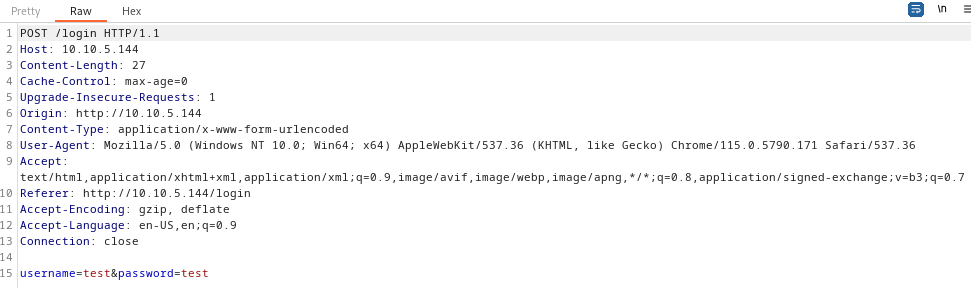 Pretty Raw Hex \n
1 POST /login HTTP/1.1
2 Host: 10.10.5.144
3 Content-Length: 27
4 Cache-Control: max-age=0
5 Upgrade-Insecure-Requests: 1
6 Origin: http://10.10.5.144
7 Content-Type: application/x-www-form-urlencoded
8 User-Agent: Mozilla/5.0 (Windows NT 10.0; Win64; x64) AppleWebKit/537.36 (KHTML, like Gecko) Chrome/115.0.5790.171 Safari/537.36
9 Accept:
text/html,application/xhtml+xml,application/xml;q=0.9,image/avif,image/webp,image/apng,*/*;q=0.8,application/signed-exchange;v=b3;q=0.7
10 Referer: http://10.10.5.144/login
11 Accept-Encoding: gzip, deflate
12 Accept-Language: en-US,en;q=0.9
13 Connection: close
14
15 username=test&password=test